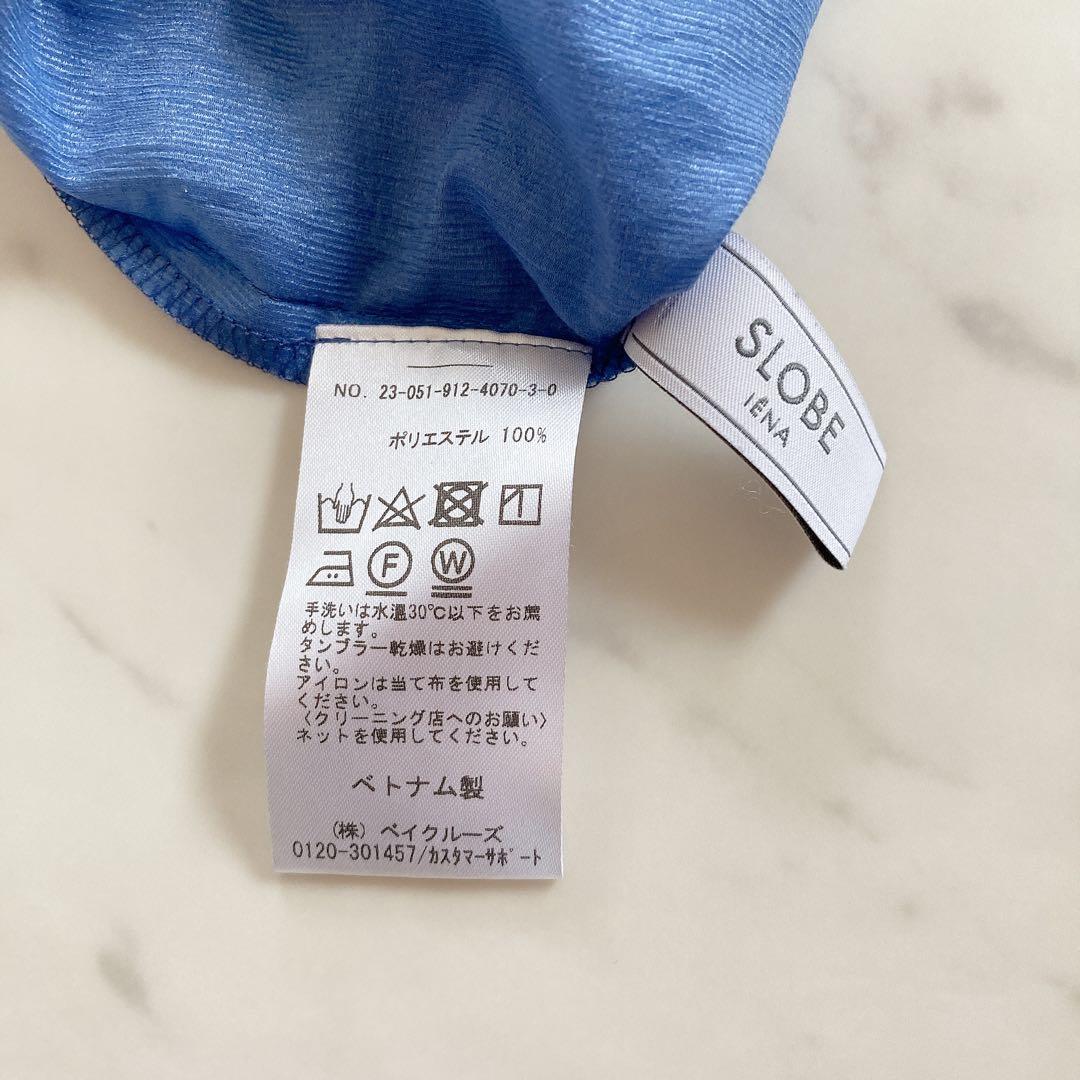 NO. 23-051-912-4070-3-0
ポリエステル 100%
F W
手洗いは水温30℃以下をお薦
めします。
タンブラー乾燥はお避けくだ
さい。
アイロンは当て布を使用して
ください。
〈クリーニング店へのお願い〉
ネットを使用してください。
ベトナム製
(株) ベイクルーズ
0120-301457/カスタマーサポート
SLOBE
IÉNA